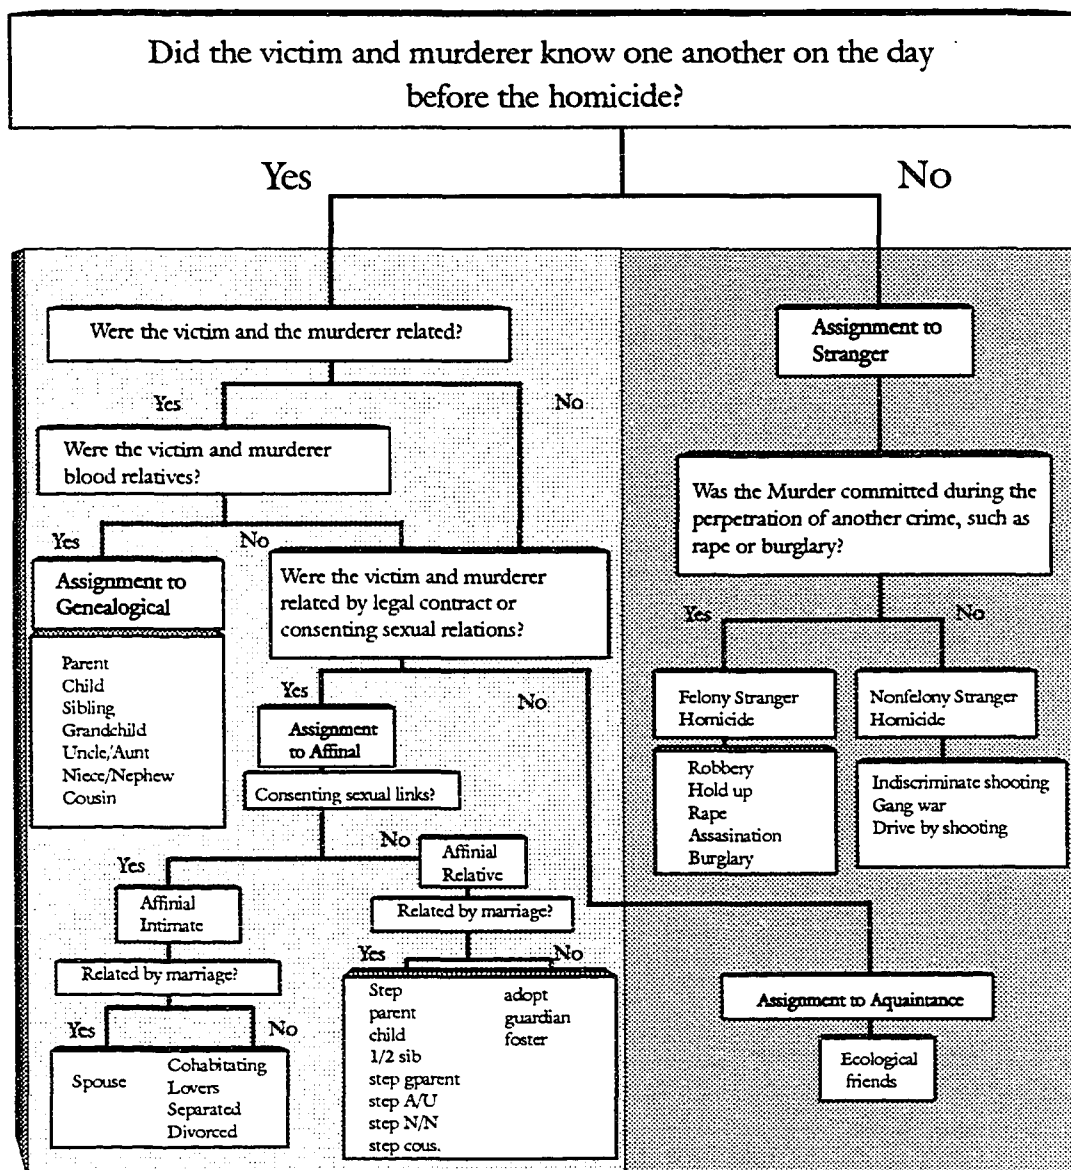 Did the victim and murderer know one another on the day
before the homicide?
Yes
No
Were the victim and the murderer related?
Yes
No
Were the victim and murderer
blood relatives?
Yes
No
Assignment to
Genealogical
Parent
Child
Sibling
Grandchild
Uncle/Aunt
Niece/Nephew
Cousin
Were the victim and murderer
related by legal contract or
consenting sexual relations?
Yes
No
Assignment
to Affinal
Consenting sexual links?
Yes
No
Affinial
Intimate
Related by marriage?
Yes
No
Spouse
Cohabitating
Lovers
Separated
Divorced
Affinial
Relative
Related by marriage?
Yes
No
Step
parent
child
1/2 sib
step gparent
step A/U
step N/N
step cous.
adopt
guardian
foster
Assignment to
Stranger
Was the Murder committed during the
perpetration of another crime, such as
rape or burglary?
Yes
No
Felony Stranger
Homicide
Robbery
Hold up
Rape
Assasination
Burglary
Nonfelony Stranger
Homicide
Indiscriminate shooting
Gang war
Drive by shooting
Assignment to Aquaintance
Ecological
friends